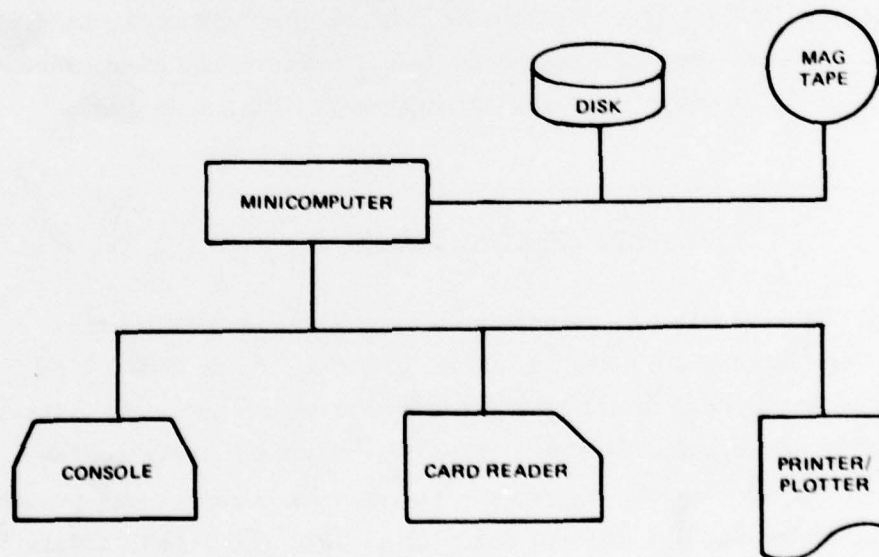 MAG
TAPE
DISK
MINICOMPUTER
CONSOLE
CARD READER
PRINTER/
PLOTTER